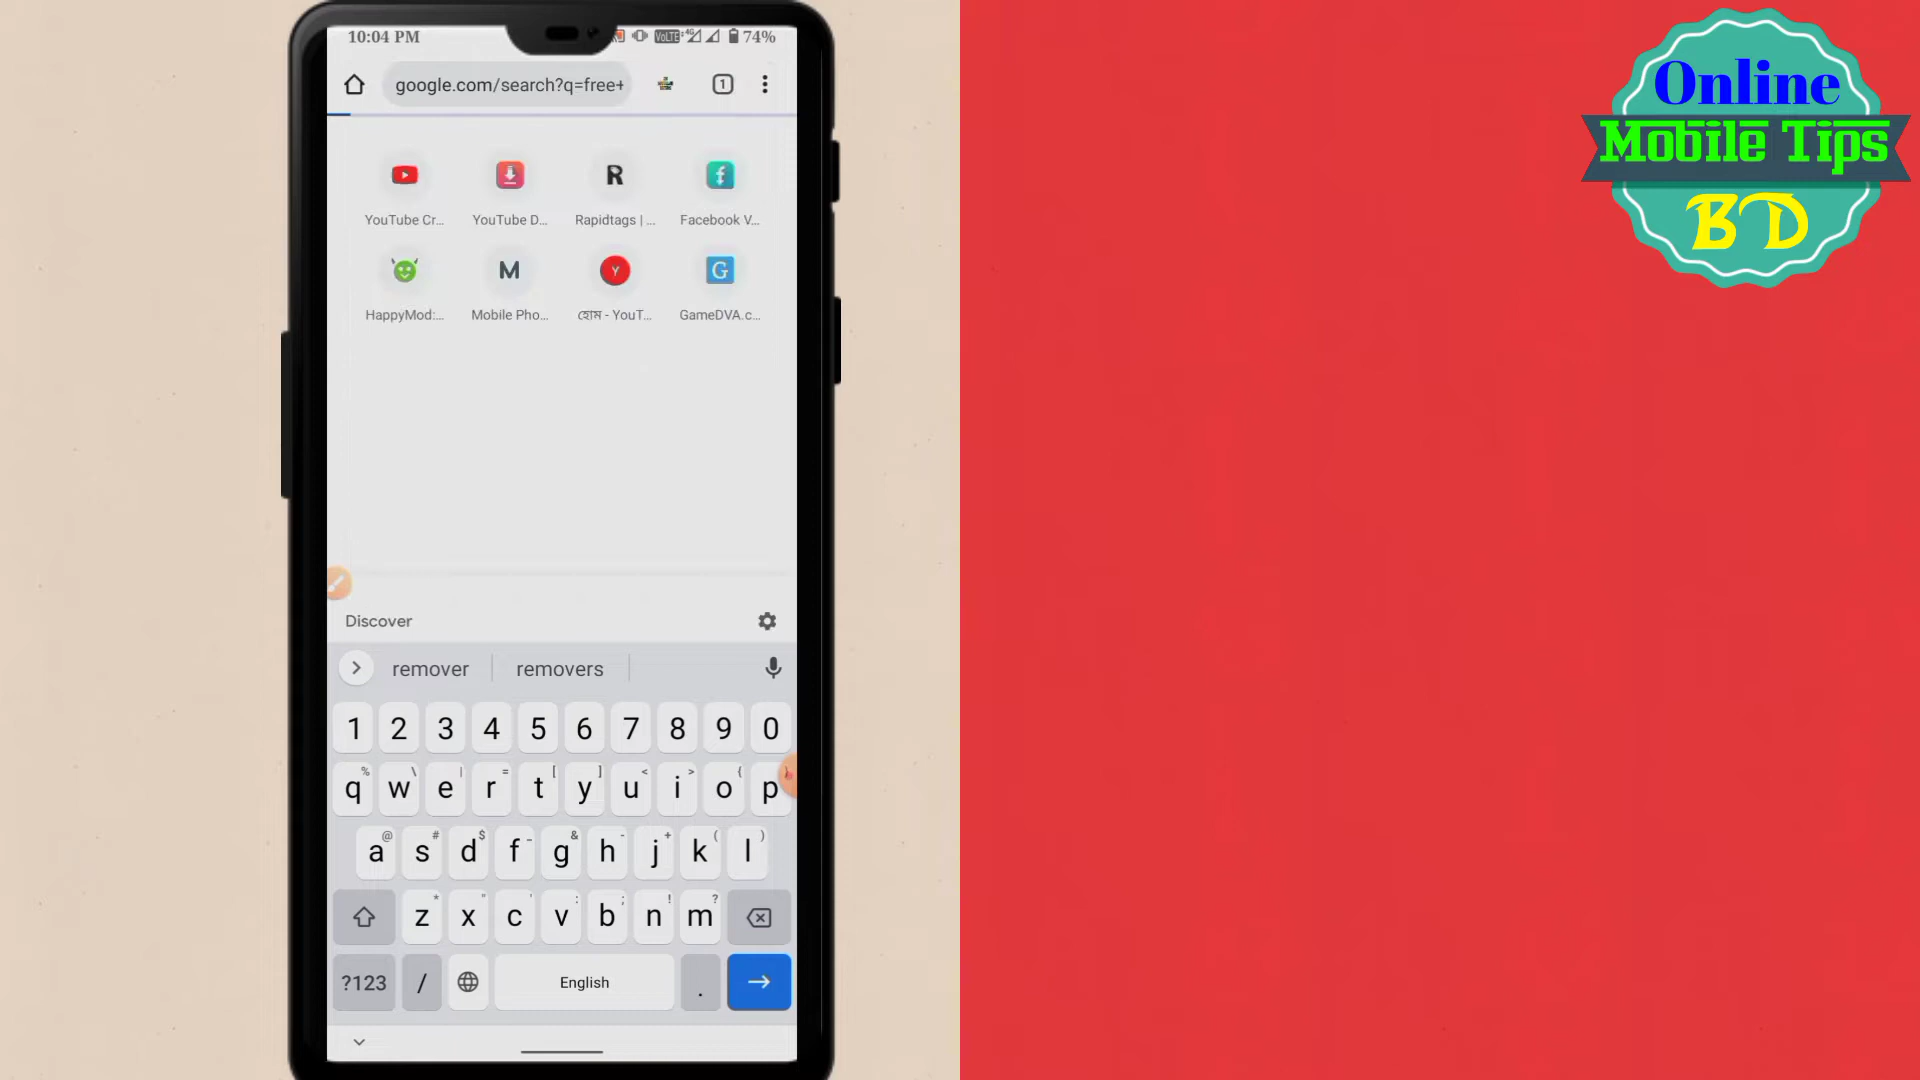 10:04 PM
VoLTE 4G 74%
google.com/search?q=free+
1
YouTube Cr...
YouTube D...
R
Rapidtags | ...
Facebook V...
HappyMod:...
M
Mobile Pho...
Y
হোম - YouT...
G
GameDVA.c...
Discover
remover
removers
1 2 3 4 5 6 7 8 9 0
% \ | = [ ] < > { }
q w e r t y u i o p
@ # $ _ & - + ( )
a s d f g h j k l
* " ' : ; ! ?
z x c v b n m
?123 / English .
Online
Mobile Tips
BD